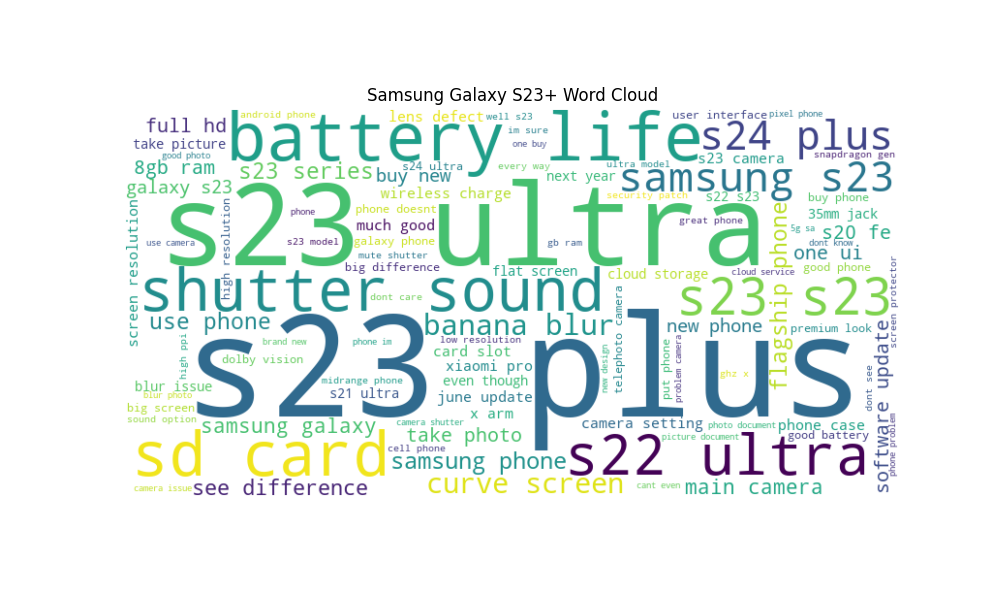 Samsung Galaxy S23+ Word Cloud
android phone
lens defect
well s23
user interface
pixel phone
full hd
battery life
im sure
s24 plus
take picture
one buy
good photo
snapdragon gen
8gb ram
s23 series
s24 ultra
every way
ultra model
s23 camera
buy new
next year
samsung s23
galaxy s23
wireless charge
security patch
s22 s23
buy phone
screen resolution
high resolution
phone
s23 ultra
phone doesnt
much good
great phone
flagship phone
35mm jack
5g sa
s20 fe
use camera
s23 model
galaxy phone
gb ram
dont know
mute shutter
one ui
big difference
flat screen
cloud storage
cloud service
good phone
screen protector
shutter sound
dont care
telephoto camera
s23 s23
use phone
banana blur
new phone
premium look
software update
high ppi
brand new
phone im
low resolution
s23 plus
card slot
new design
put phone
problem camera
dolby vision
xiaomi pro
dont see
blur issue
midrange phone
even though
ghz x
blur photo
s21 ultra
june update
big screen
x arm
sound option
samsung galaxy
camera shutter
camera setting
photo document
phone case
take photo
picture document
good battery
phone problem
sd card
cell phone
s22 ultra
camera issue
see difference
samsung phone
curve screen
cant even
main camera